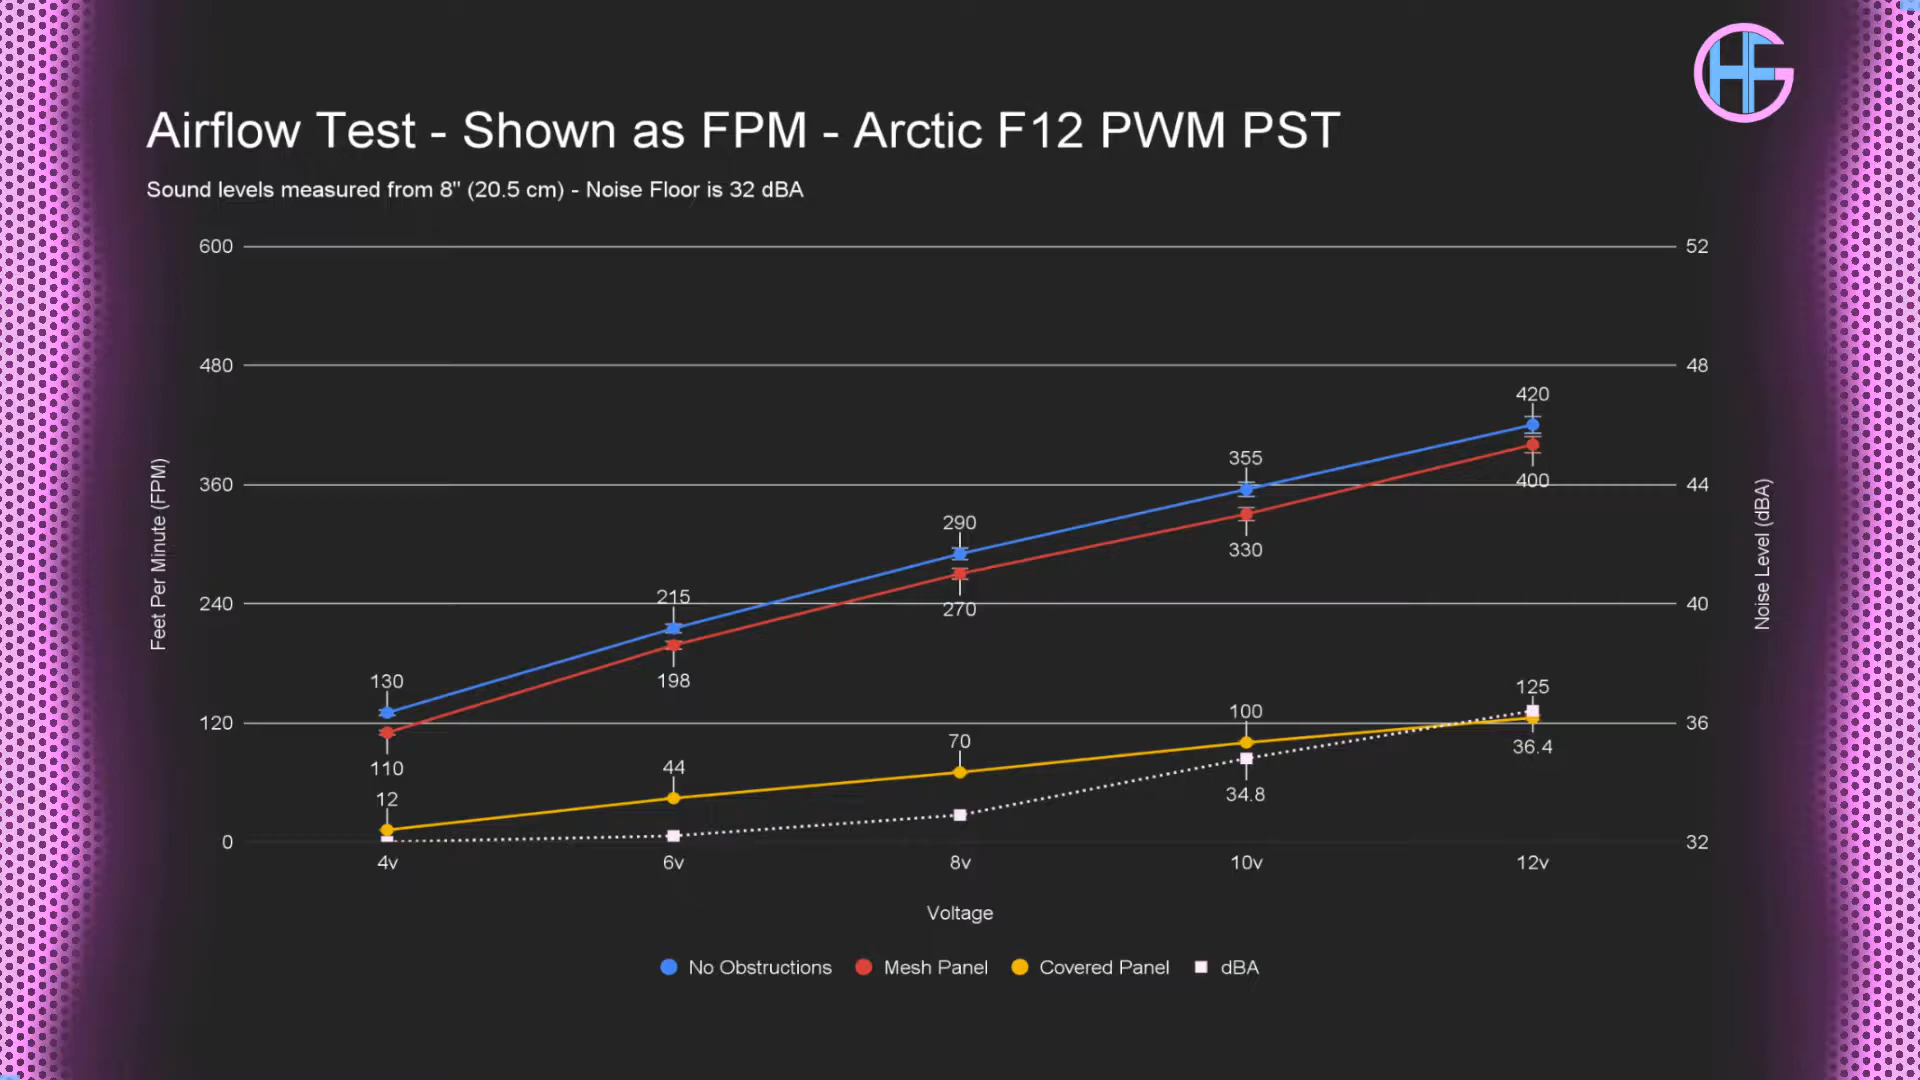 HFG
Airflow Test - Shown as FPM - Arctic F12 PWM PST
Sound levels measured from 8" (20.5 cm) - Noise Floor is 32 dBA
600
52
480
48
420
355
360
44
400
290
330
215
240
40
270
198
130
125
100
120
36
70
36.4
44
110
34.8
12
0
32
4v
6v
8v
10v
12v
Feet Per Minute (FPM)
Noise Level (dBA)
Voltage
No Obstructions
Mesh Panel
Covered Panel
dBA